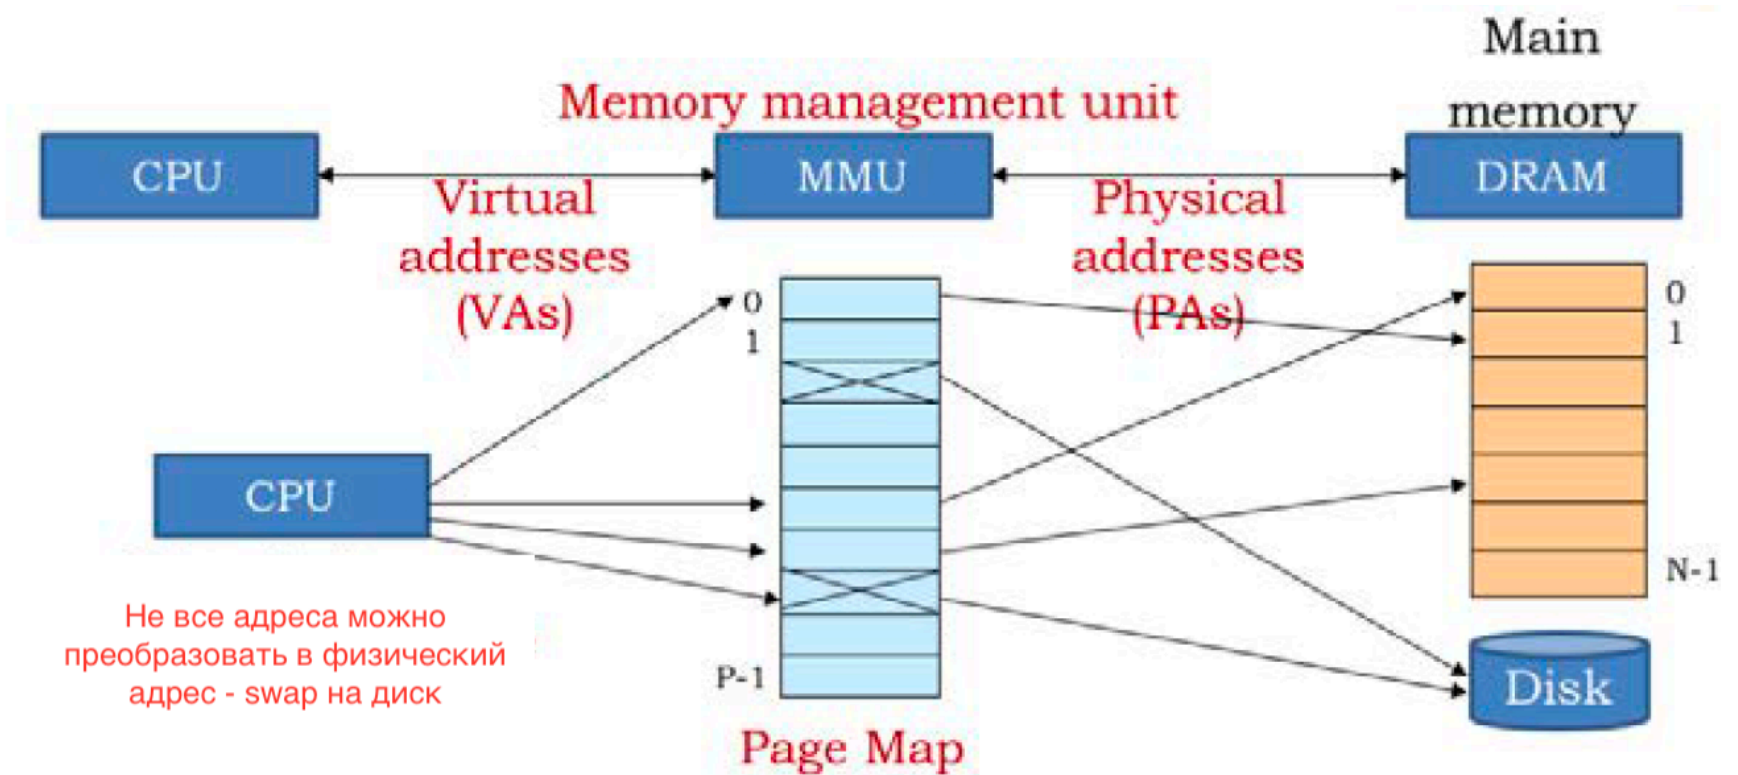 Main
memory
Memory management unit
CPU
MMU
DRAM
Virtual
addresses
(VAs)
Physical
addresses
(PAs)
0
1
0
1
CPU
N-1
Не все адреса можно
преобразовать в физический
адрес - swap на диск
P-1
Disk
Page Map